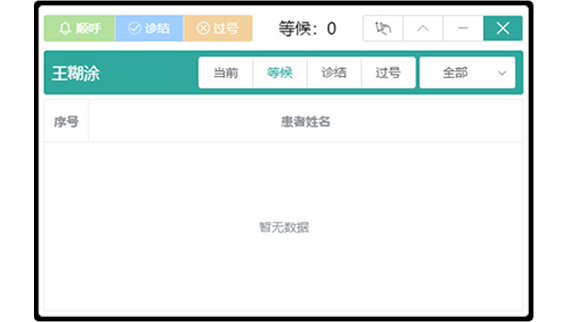 顺呼 诊结 过号 等候：0
王糊涂 当前 等候 诊结 过号 全部
序号 患者姓名
暂无数据